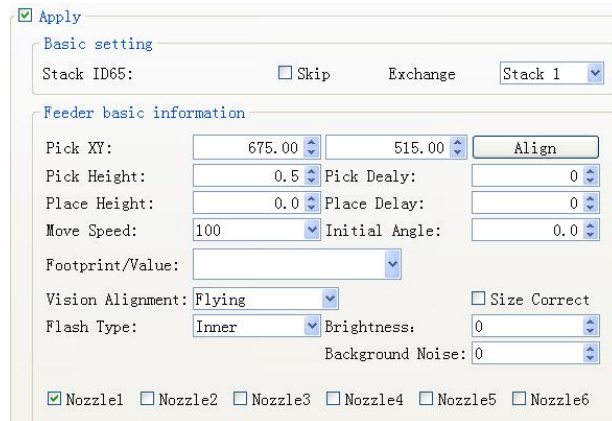 Apply
Basic setting
Stack ID65: Skip Exchange Stack 1
Feeder basic information
Pick XY: 675.00 515.00 Align
Pick Height: 0.5 Pick Dealy: 0
Place Height: 0.0 Place Delay: 0
Move Speed: 100 Initial Angle: 0.0
Footprint/Value:
Vision Alignment: Flying Size Correct
Flash Type: Inner Brightness: 0
Background Noise: 0
Nozzle1 Nozzle2 Nozzle3 Nozzle4 Nozzle5 Nozzle6